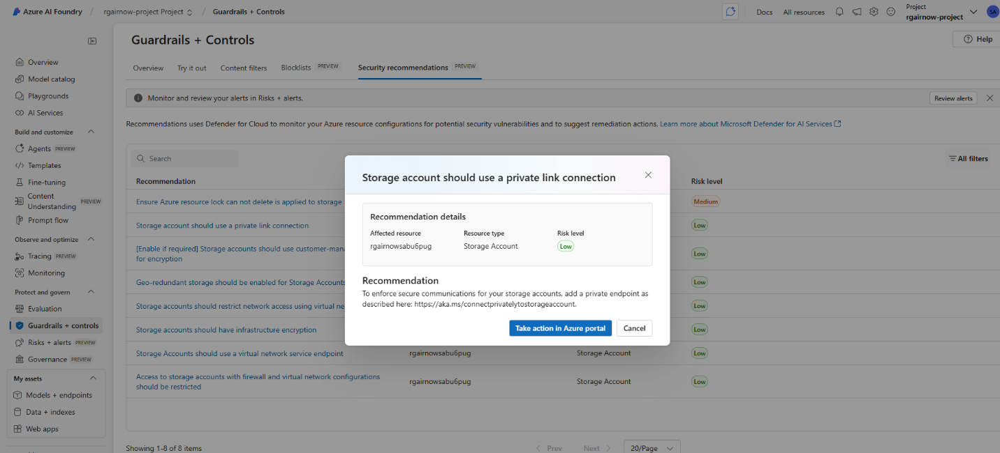 Azure AI Foundry / rgairnow-project Project / Guardrails + Controls
Docs All resources
Project
rgairnow-project
SA
Guardrails + Controls
Help
Overview
Model catalog
Playgrounds
AI Services
Build and customize
Agents PREVIEW
Templates
Fine-tuning
Content
Understanding PREVIEW
Prompt flow
Observe and optimize
Tracing PREVIEW
Monitoring
Protect and govern
Evaluation
Guardrails + controls
Risks + alerts PREVIEW
Governance PREVIEW
My assets
Models + endpoints
Data + indexes
Web apps
Overview Try it out Content filters Blocklists PREVIEW Security recommendations PREVIEW
Monitor and review your alerts in Risks + alerts.
Review alerts
Recommendations uses Defender for Cloud to monitor your Azure resource configurations for potential security vulnerabilities and to suggest remediation actions. Learn more about Microsoft Defender for AI Services
Search
All filters
Recommendation
Risk level
Ensure Azure resource lock can not delete is applied to storage
Medium
Storage account should use a private link connection
Low
[Enable if required] Storage accounts should use customer-mana
for encryption
Low
Geo-redundant storage should be enabled for Storage Accounts
Low
Storage accounts should restrict network access using virtual ne
Low
Storage accounts should have infrastructure encryption
Low
Storage Accounts should use a virtual network service endpoint rgairnowsabu6pug Storage Account Low
Access to storage accounts with firewall and virtual network configurations
should be restricted
rgairnowsabu6pug Storage Account Low
Showing 1-8 of 8 items
Prev Next 20/Page
Storage account should use a private link connection
Recommendation details
Affected resource Resource type Risk level
rgairnowsabu6pug Storage Account Low
Recommendation
To enforce secure communications for your storage accounts, add a private endpoint as
described here: https://aka.ms/connectprivatelytostorageaccount.
Take action in Azure portal Cancel